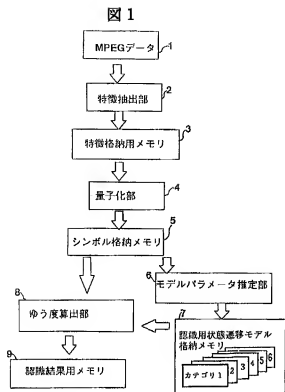 図1
MPEGデータ
1
特徴抽出部
2
特徴格納用メモリ
3
量子化部
4
シンボル格納メモリ
5
モデルパラメータ推定部
6
ゆう度算出部
8
認識用状態遷移モデル
格納メモリ
7
カテゴリ1
2
3
4
5
6
認識結果用メモリ
9